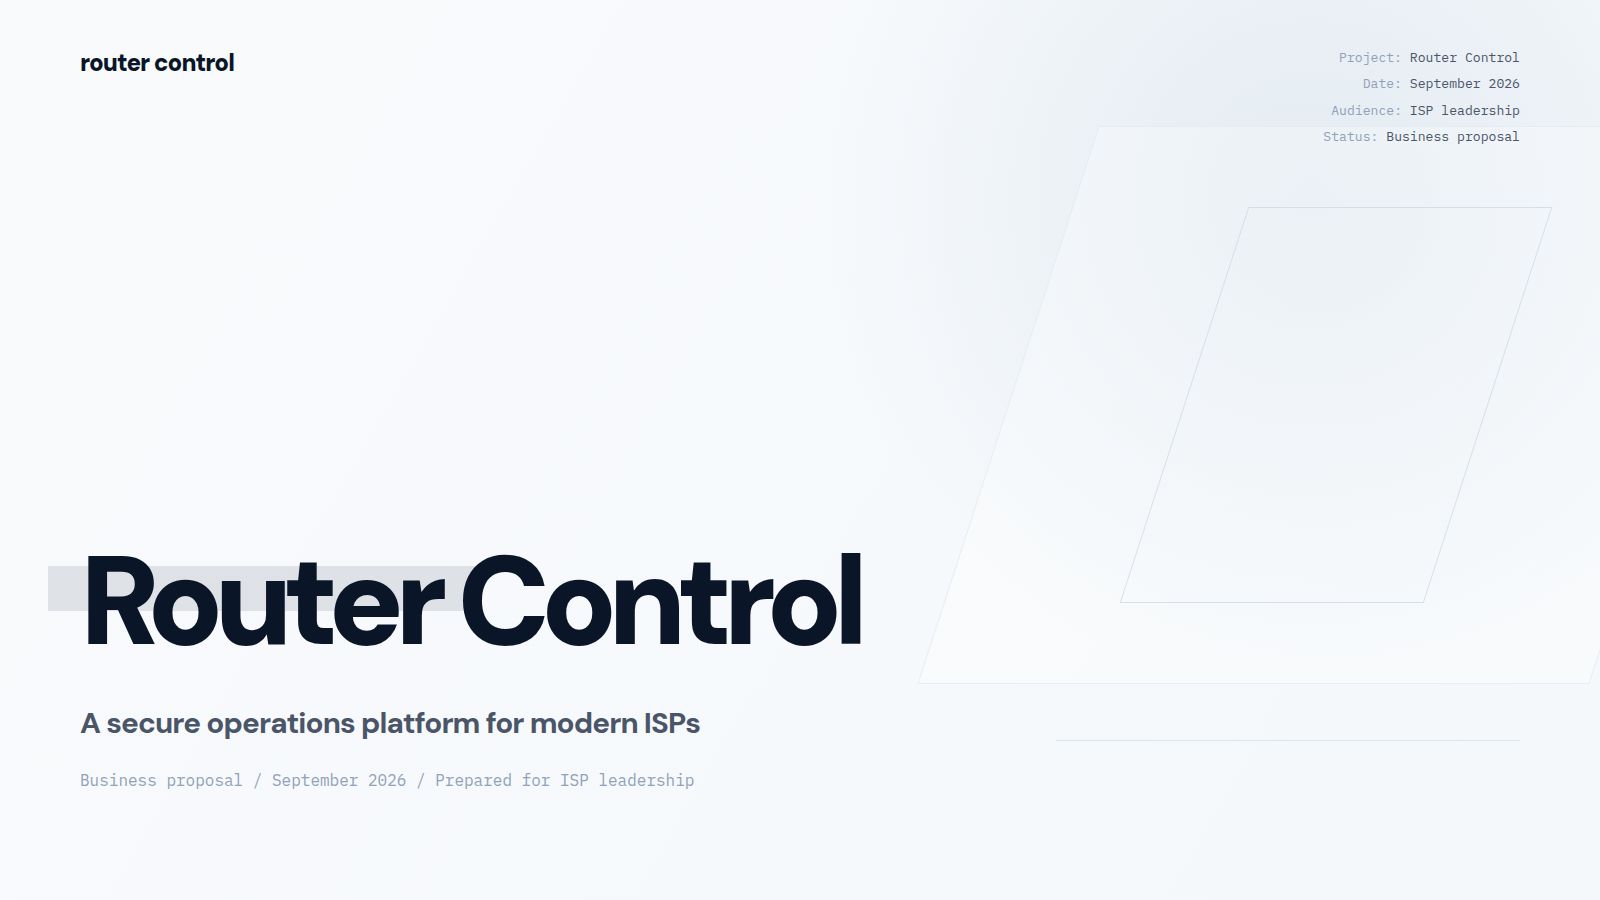 router control
Project: Router Control
Date: September 2026
Audience: ISP leadership
Status: Business proposal
Router Control
A secure operations platform for modern ISPs
Business proposal / September 2026 / Prepared for ISP leadership